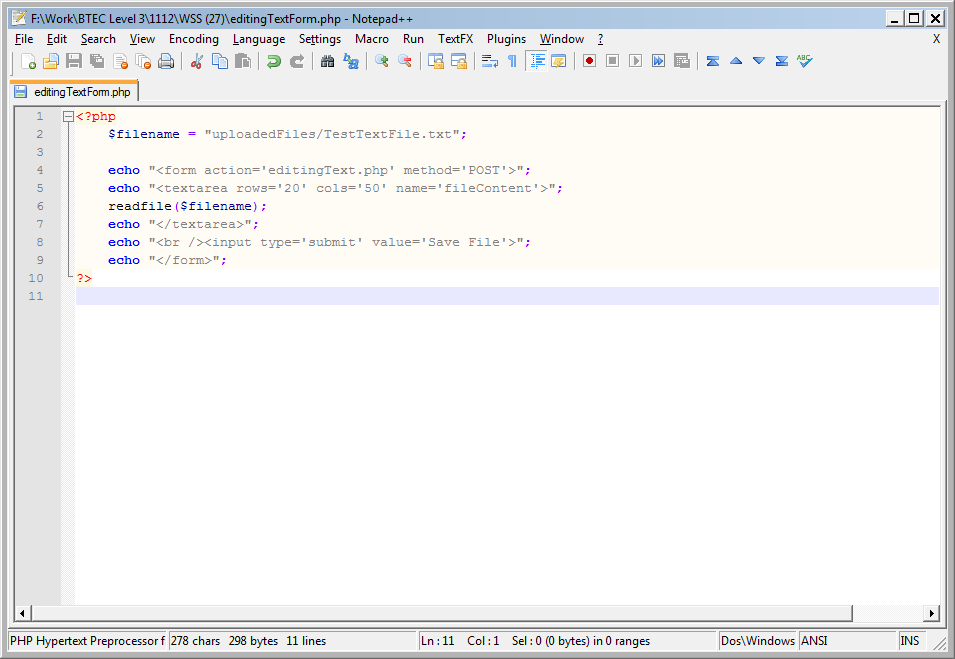 F:\Work\BTEC Level 3\1112\WSS (27)\editingTextForm.php - Notepad++
File Edit Search View Encoding Language Settings Macro Run TextFX Plugins Window ? X
editingTextForm.php
1 <?php
2 $filename = "uploadedFiles/TestTextFile.txt";
3
4 echo "<form action='editingText.php' method='POST'>";
5 echo "<textarea rows='20' cols='50' name='fileContent'>";
6 readfile($filename);
7 echo "</textarea>";
8 echo "<br /><input type='submit' value='Save File'>";
9 echo "</form>";
10 ?>
11
PHP Hypertext Preprocessor f 278 chars 298 bytes 11 lines Ln : 11 Col : 1 Sel : 0 (0 bytes) in 0 ranges Dos\Windows ANSI INS